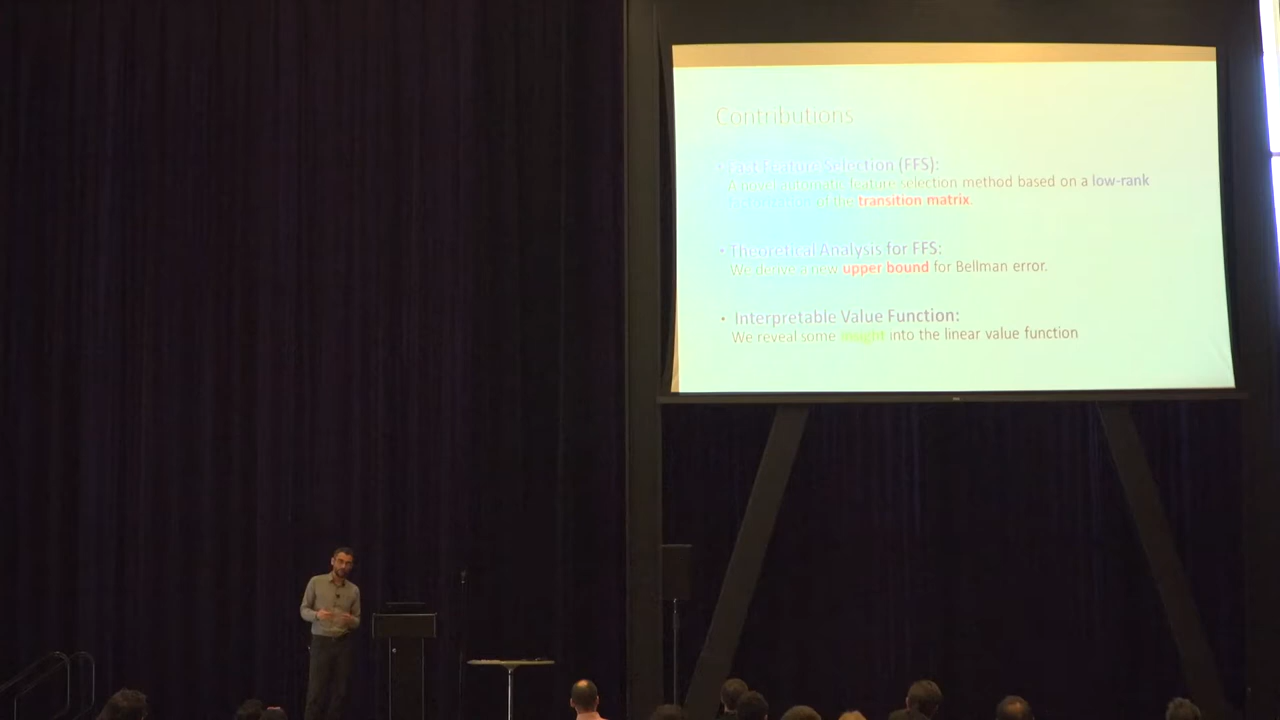 Contributions
• Fast Feature Selection (FFS):
A novel automatic feature selection method based on a low-rank
factorization of the transition matrix.
• Theoretical Analysis for FFS:
We derive a new upper bound for Bellman error.
• Interpretable Value Function:
We reveal some insight into the linear value function